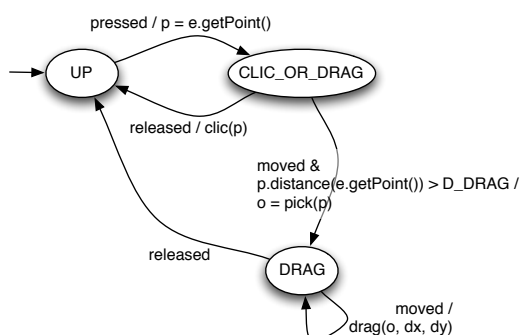 pressed / p = e.getPoint()
UP
CLIC_OR_DRAG
released / clic(p)
moved &
p.distance(e.getPoint()) > D_DRAG /
o = pick(p)
released
DRAG
moved /
drag(o, dx, dy)